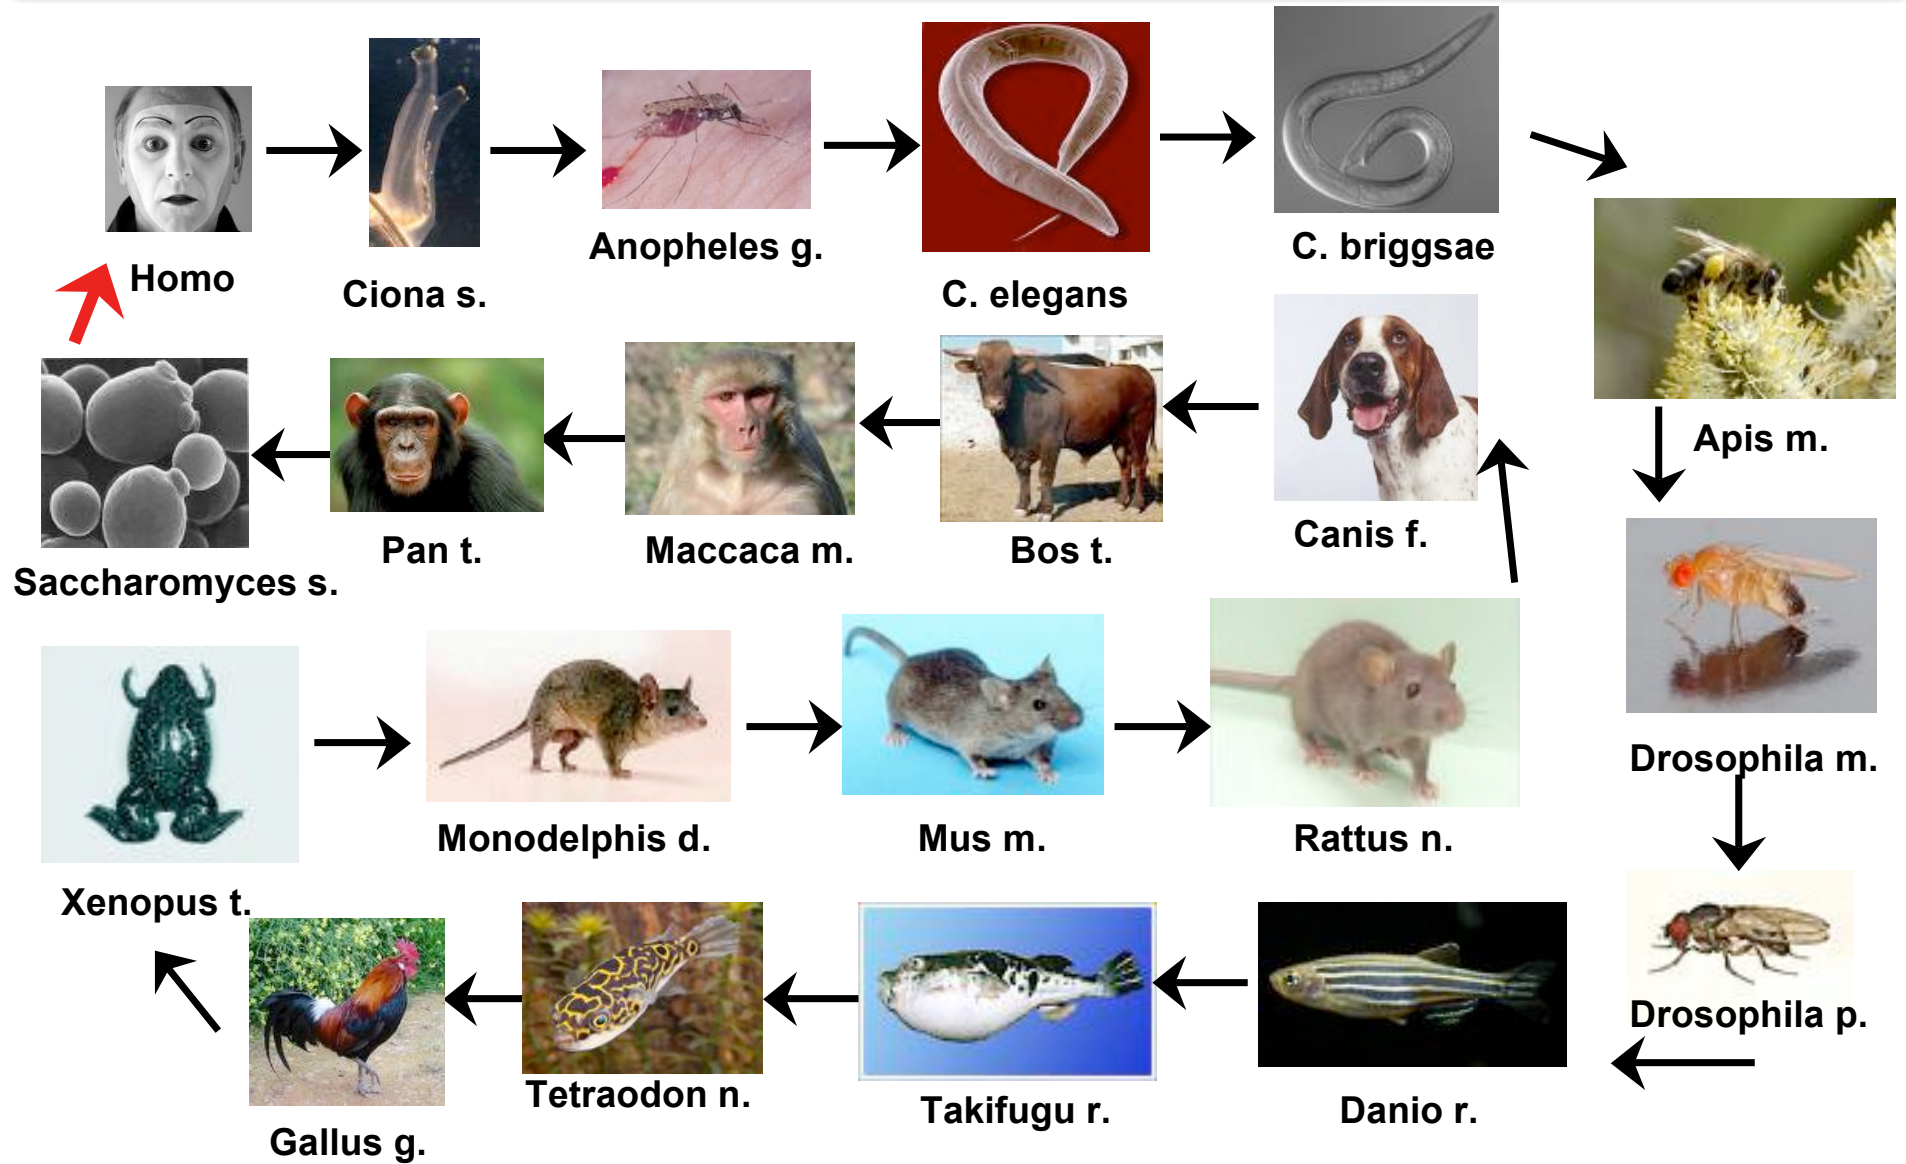 Homo
Ciona s.
Anopheles g.
C. elegans
C. briggsae
Apis m.
Saccharomyces s.
Pan t.
Maccaca m.
Bos t.
Canis f.
Drosophila m.
Xenopus t.
Monodelphis d.
Mus m.
Rattus n.
Drosophila p.
Gallus g.
Tetraodon n.
Takifugu r.
Danio r.